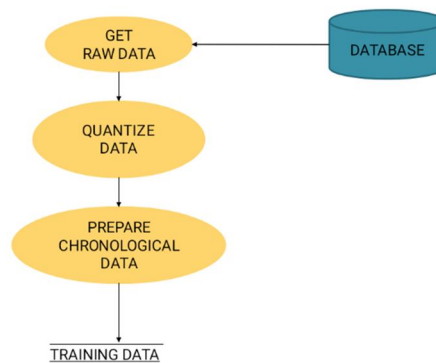 GET
RAW DATA
DATABASE
QUANTIZE
DATA
PREPARE
CHRONOLOGICAL
DATA
TRAINING DATA